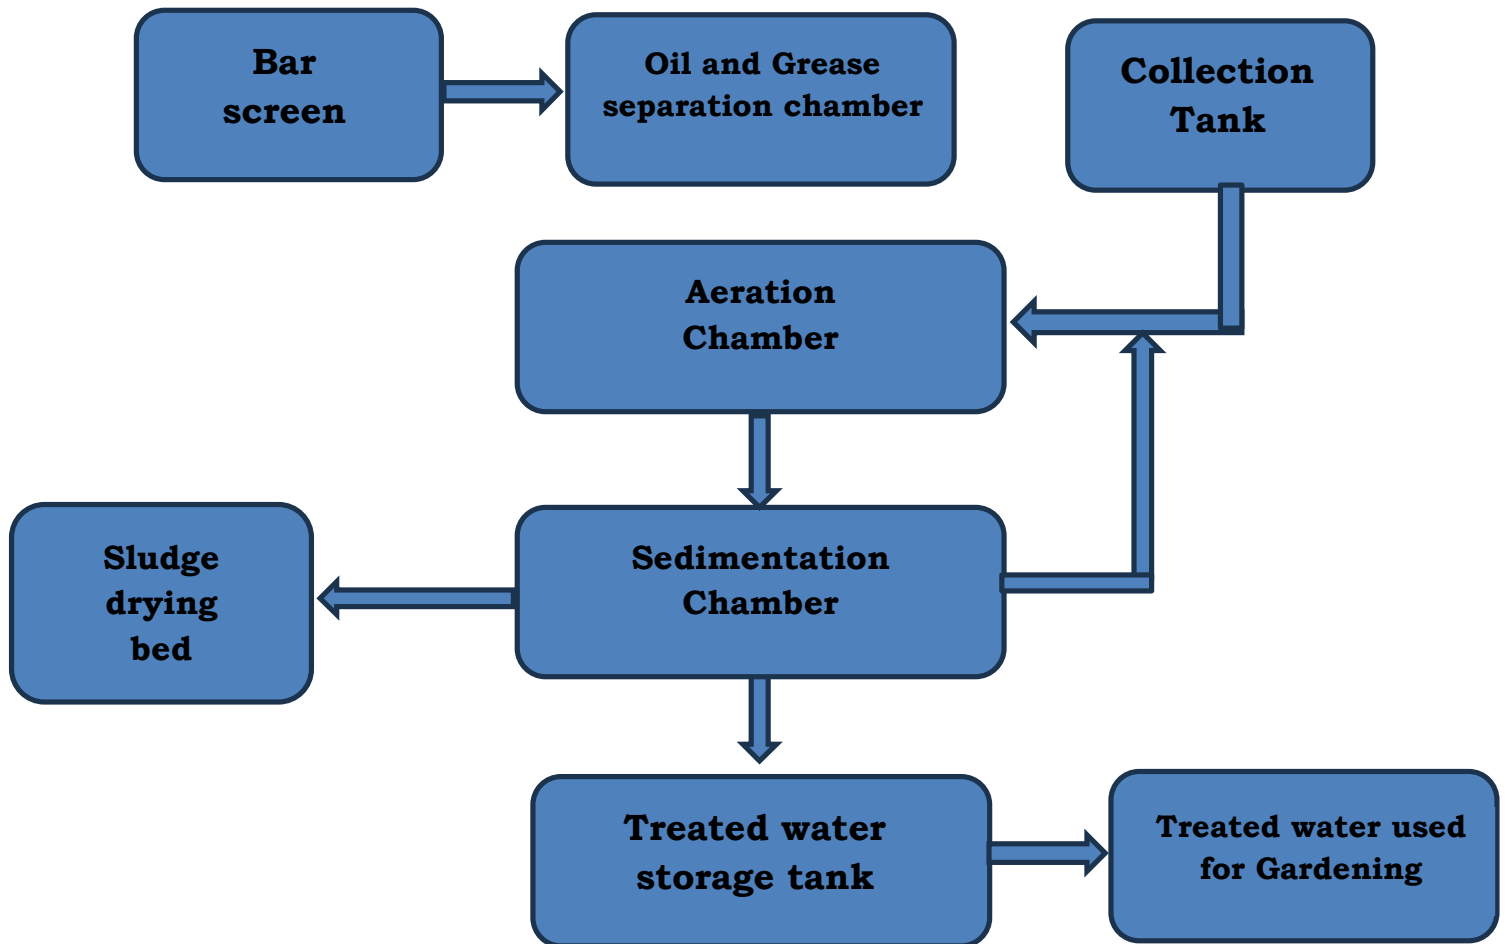 Bar
screen
Oil and Grease
separation chamber
Collection
Tank
Aeration
Chamber
Sludge
drying
bed
Sedimentation
Chamber
Treated water
storage tank
Treated water used
for Gardening